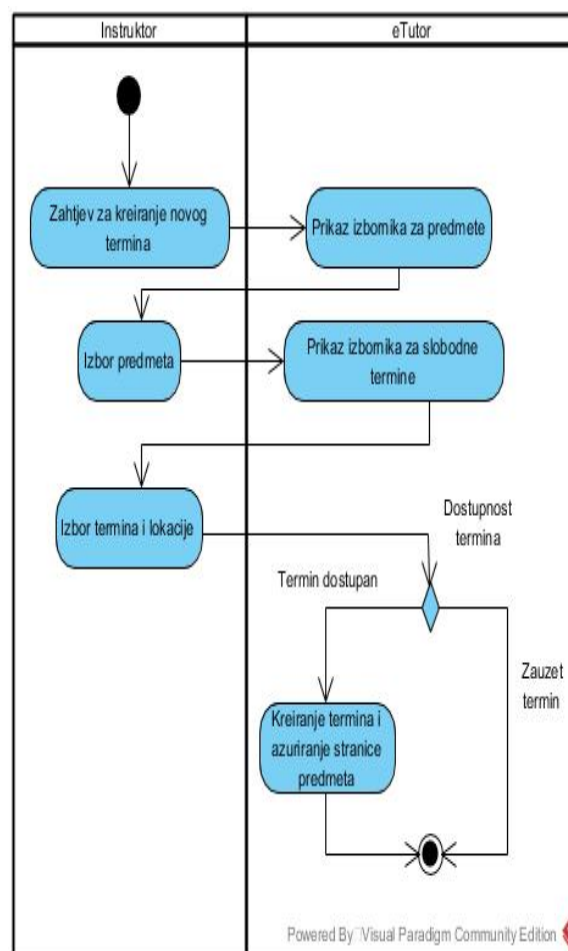 Instruktor
eTutor
Zahtjev za kreiranje novog
termina
Prikaz izbornika za predmete
Izbor predmeta
Prikaz izbornika za slobodne
termine
Izbor termina i lokacije
Dostupnost
termina
Termin dostupan
Zauzet
termin
Kreiranje termina i
azuriranje stranice
predmeta
Powered By Visual Paradigm Community Edition